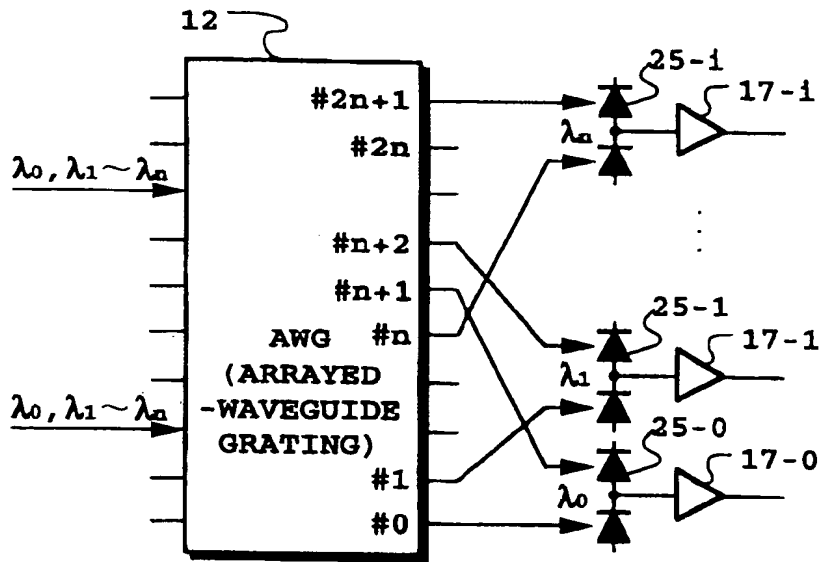 12
25-i
17-i
#2n+1
λn
#2n
λ0,λ1~λn
#n+2
#n+1
#n
25-1
17-1
AWG
(ARRAYED
-WAVEGUIDE
GRATING)
λ1
λ0,λ1~λn
25-0
17-0
#1
λ0
#0